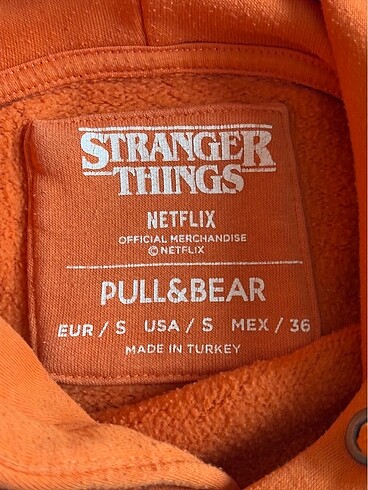 STRANGER
THINGS
NETFLIX
OFFICIAL MERCHANDISE
© NETFLIX
PULL&BEAR
EUR / S USA / S MEX / 36
MADE IN TURKEY